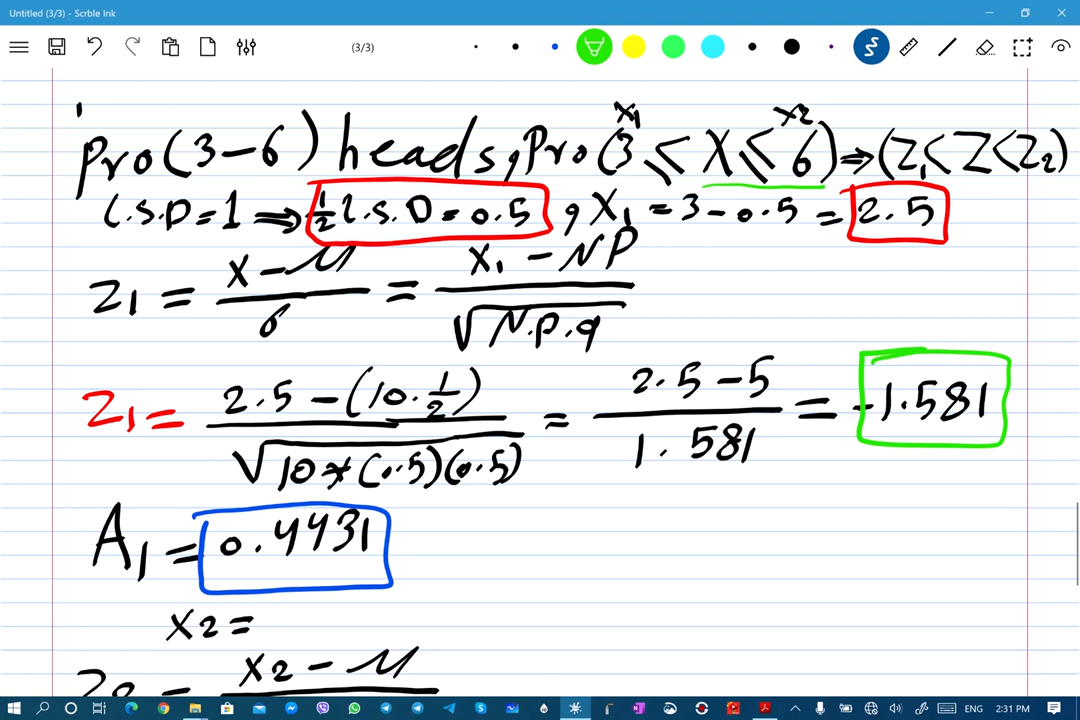 Untitled (3/3) - Scrble Ink
(3/3)
Pro(3-6) heads, Pro(3 ≤ X ≤ 6) ⇒ (Z1 < Z < Z2)
X1 X2
L.S.D = 1 ⇒ 1/2 L.S.D = 0.5 , X1 = 3 - 0.5 = 2.5
Z1 = (X - M)/σ = (X1 - NP)/√(N.P.q)
Z1 = (2.5 - (10 . 1/2))/√(10*(0.5)(0.5)) = (2.5 - 5)/1.581 = -1.581
A1 = 0.4431
X2 =
Z2 = X2 - M
ENG 2:31 PM